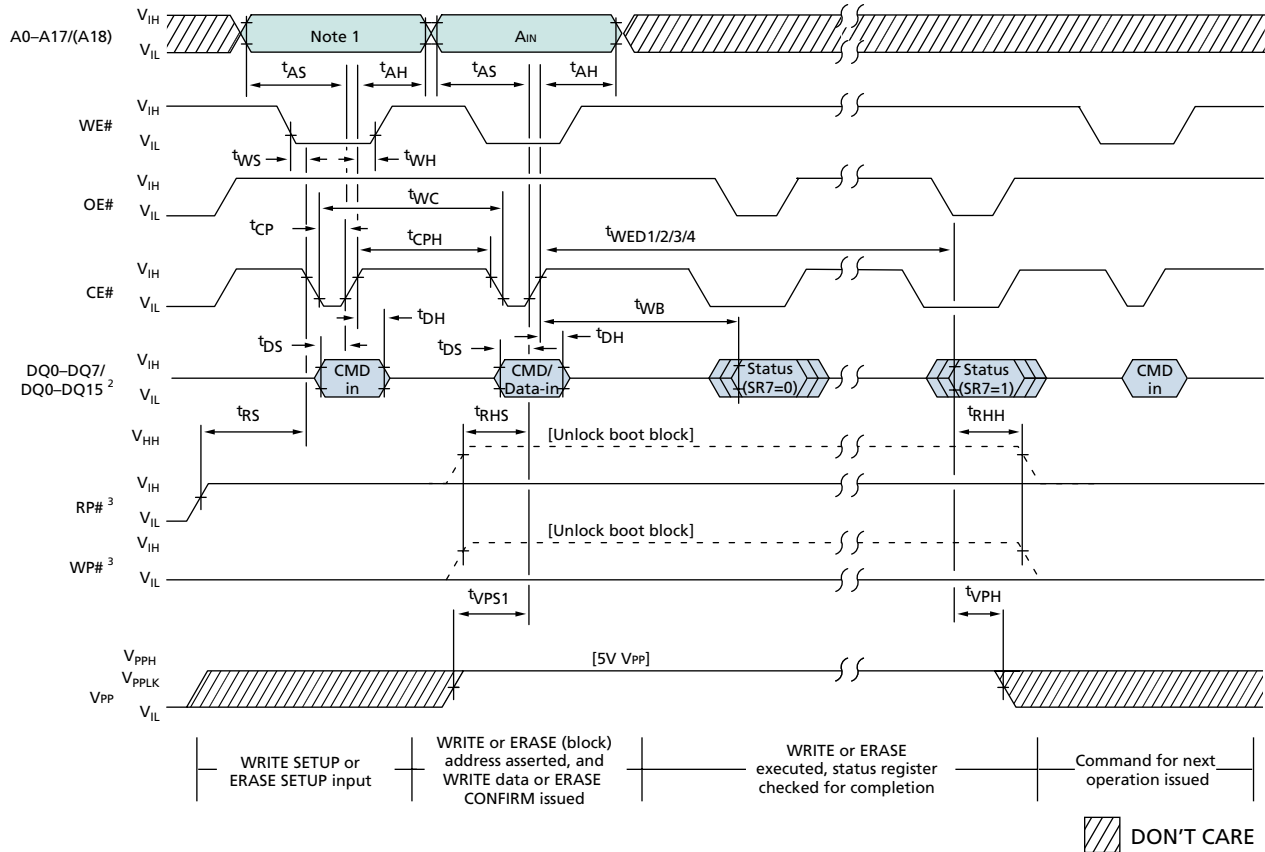 A0–A17/(A18)
VIH
VIL
Note 1
AIN
tAS
tAH
tAS
tAH
WE#
VIH
VIL
tWS
tWH
OE#
VIH
VIL
tWC
tCP
tCPH
tWED1/2/3/4
CE#
VIH
VIL
tWB
tDH
tDH
tDS
tDS
DQ0–DQ7/
DQ0–DQ15 2
VIH
VIL
CMD
in
CMD/
Data-in
Status
(SR7=0)
Status
(SR7=1)
CMD
in
tRS
tRHS
tRHH
VHH
[Unlock boot block]
RP# 3
VIH
VIL
[Unlock boot block]
WP# 3
VIH
VIL
tVPS1
tVPH
VPPH
[5V VPP]
VPPLK
VPP
VIL
WRITE SETUP or
ERASE SETUP input
WRITE or ERASE (block)
address asserted, and
WRITE data or ERASE
CONFIRM issued
WRITE or ERASE
executed, status register
checked for completion
Command for next
operation issued
DON'T CARE